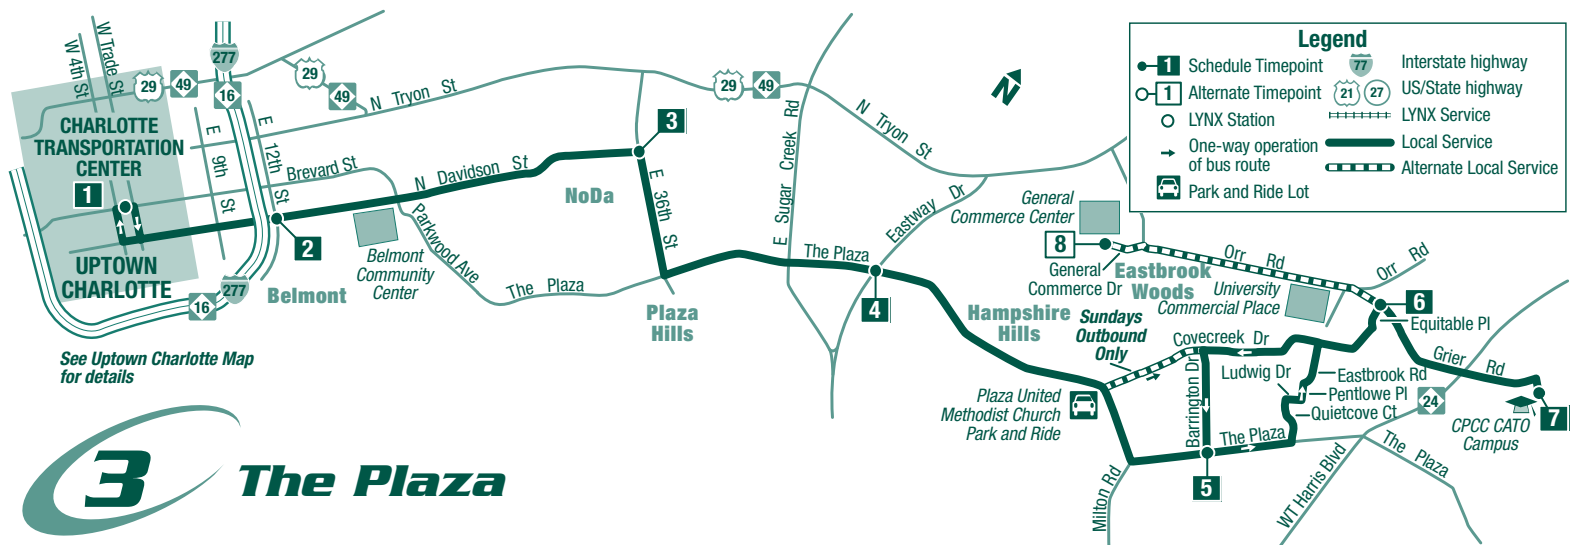 W 4th St
W Trade St
29
49
277
16
29
49
N Tryon St
29
49
CHARLOTTE
TRANSPORTATION
CENTER
1
E 9th St
E 12th St
Brevard St
N Davidson St
2
3
NoDa
E 36th St
E Sugar Creek Rd
N Tryon St
Eastway Dr
N
UPTOWN
CHARLOTTE
277
16
Belmont
Belmont
Community
Center
Parkwood Ave
The Plaza
Plaza
Hills
The Plaza
4
See Uptown Charlotte Map
for details
Hampshire
Hills
General
Commerce Center
8
General
Commerce Dr
Eastbrook
Woods
Orr Rd
Orr Rd
University
Commercial Place
6
Equitable Pl
Sundays
Outbound
Only
Covecreek Dr
Ludwig Dr
Eastbrook Rd
Pentlowe Pl
Quietcove Ct
Barrington Dr
Grier Rd
24
7
CPCC CATO
Campus
Plaza United
Methodist Church
Park and Ride
The Plaza
The Plaza
5
Milton Rd
WT Harris Blvd
Legend
1 Schedule Timepoint
1 Alternate Timepoint
LYNX Station
One-way operation
of bus route
Park and Ride Lot
77 Interstate highway
21 27 US/State highway
LYNX Service
Local Service
Alternate Local Service
3 The Plaza